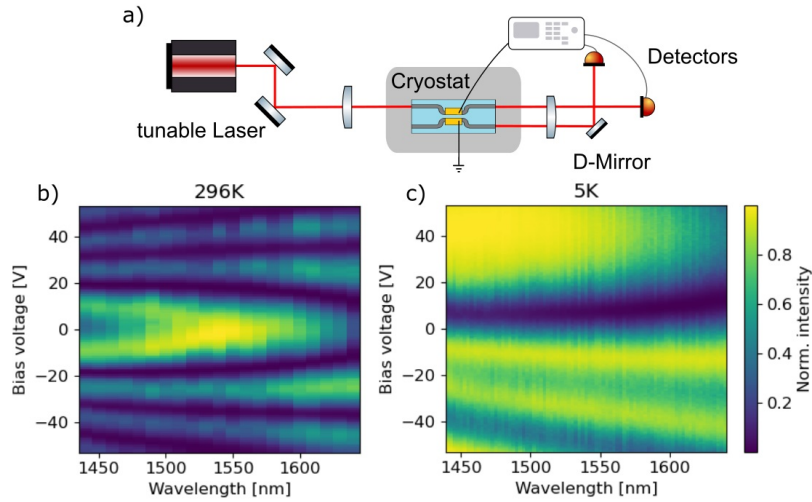 a)
tunable Laser
Cryostat
Detectors
D-Mirror
b)
296K
Bias voltage [V]
40
20
0
−20
−40
1450
1500
1550
1600
Wavelength [nm]
c)
5K
Bias voltage [V]
40
20
0
−20
−40
1450
1500
1550
1600
Wavelength [nm]
0.8
0.6
0.4
0.2
Norm. intensity